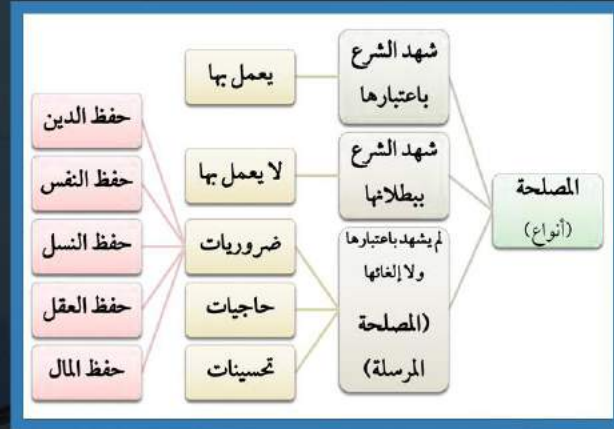 المصلحة
(أنواع)
شهد الشرع
باعتبارها
يعمل بها
شهد الشرع
ببطلانها
لا يعمل بها
لم يشهد باعتبارها
ولا إلغائها
(المصلحة
المرسلة)
ضروريات
حاجيات
تحسينات
حفظ الدين
حفظ النفس
حفظ النسل
حفظ العقل
حفظ المال